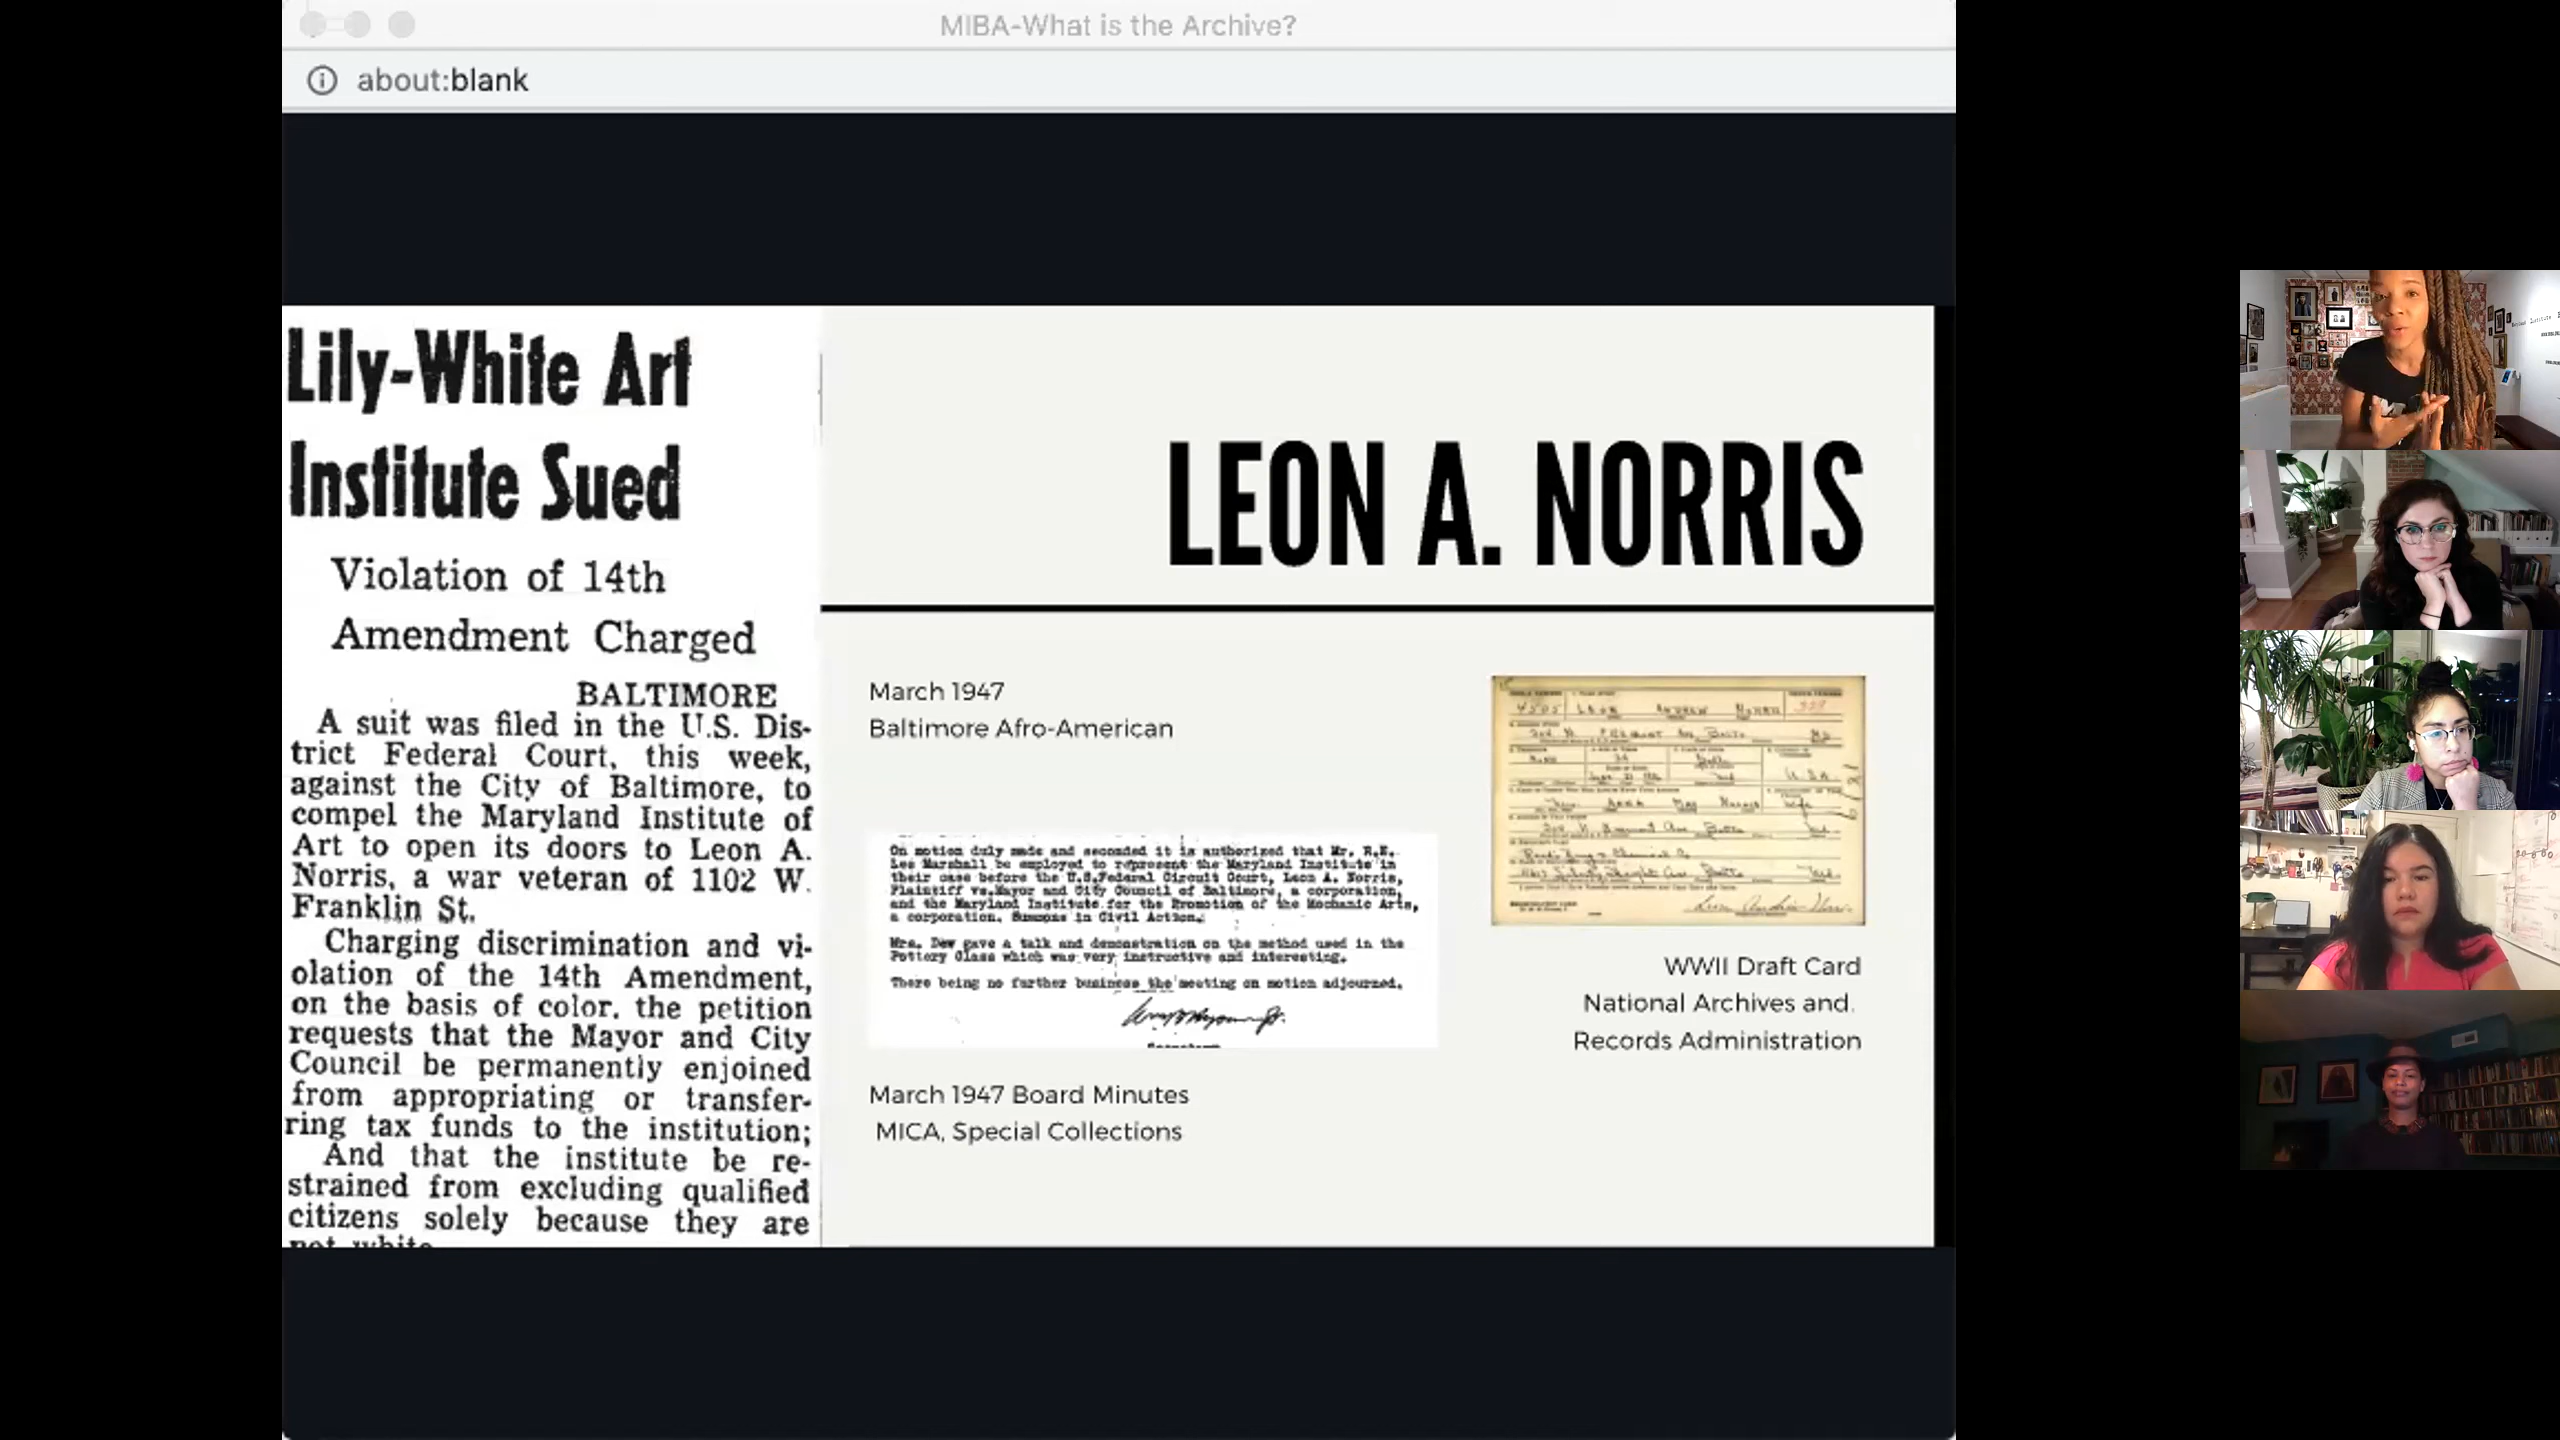 MIBA-What is the Archive?
about:blank
Lily-White Art
Institute Sued
Violation of 14th
Amendment Charged
BALTIMORE
A suit was filed in the U.S. Dis-
trict Federal Court, this week,
against the City of Baltimore, to
compel the Maryland Institute of
Art to open its doors to Leon A.
Norris, a war veteran of 1102 W.
Franklin St.
Charging discrimination and vi-
olation of the 14th Amendment,
on the basis of color, the petition
requests that the Mayor and City
Council be permanently enjoined
from appropriating or transfer-
ring tax funds to the institution;
And that the institute be re-
strained from excluding qualified
citizens solely because they are
not white
LEON A. NORRIS
March 1947
Baltimore Afro-American
On motion duly made and seconded it is authorized that Mr. R.E.
Lee Marshall be employed to represent the Maryland Institute in
their case before the U.S.Federal Circuit Court, Leon A. Norris,
Plaintiff vs.Mayor and City Council of Baltimore, a corporation,
and the Maryland Institute for the Promotion of the Mechanic Arts,
a corporation. Summons in Civil Action.
Mrs. Dew gave a talk and demonstration on the method used in the
Pottery Class which was very instructive and interesting.
There being no further business the meeting on motion adjourned.
March 1947 Board Minutes
MICA, Special Collections
WWII Draft Card
National Archives and.
Records Administration